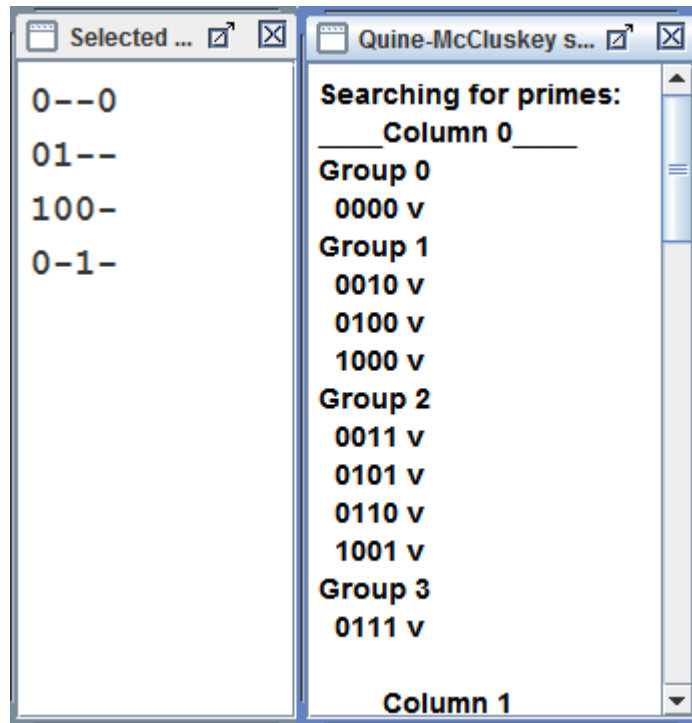 Selected ...
0--0
01--
100-
0-1-
Quine-McCluskey s...
Searching for primes:
____Column 0____
Group 0
0000 v
Group 1
0010 v
0100 v
1000 v
Group 2
0011 v
0101 v
0110 v
1001 v
Group 3
0111 v
Column 1